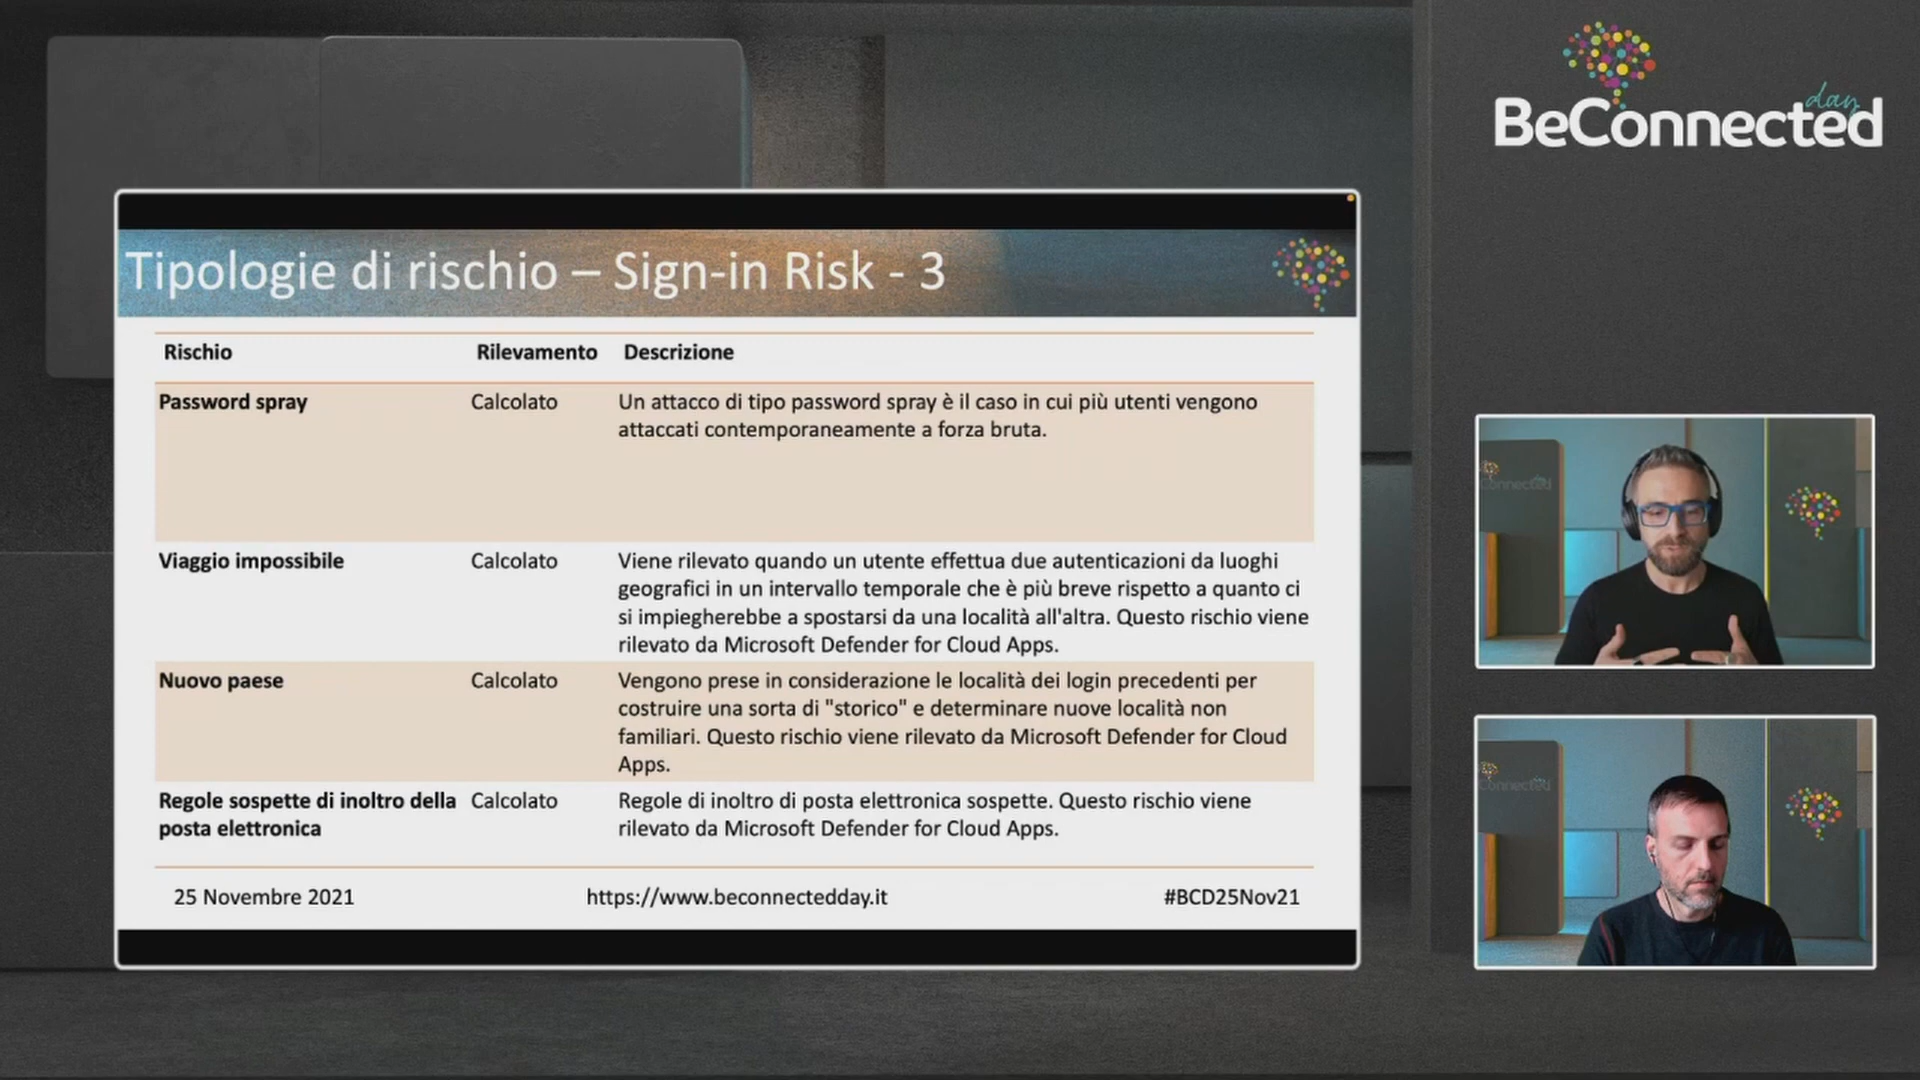 day
BeConnected
Tipologie di rischio – Sign-in Risk - 3
Rischio Rilevamento Descrizione
Password spray Calcolato Un attacco di tipo password spray è il caso in cui più utenti vengono
attaccati contemporaneamente a forza bruta.
Viaggio impossibile Calcolato Viene rilevato quando un utente effettua due autenticazioni da luoghi
geografici in un intervallo temporale che è più breve rispetto a quanto ci
si impiegherebbe a spostarsi da una località all'altra. Questo rischio viene
rilevato da Microsoft Defender for Cloud Apps.
Nuovo paese Calcolato Vengono prese in considerazione le località dei login precedenti per
costruire una sorta di "storico" e determinare nuove località non
familiari. Questo rischio viene rilevato da Microsoft Defender for Cloud
Apps.
Regole sospette di inoltro della Calcolato Regole di inoltro di posta elettronica sospette. Questo rischio viene
posta elettronica rilevato da Microsoft Defender for Cloud Apps.
25 Novembre 2021 https://www.beconnectedday.it #BCD25Nov21
Connected
Connected